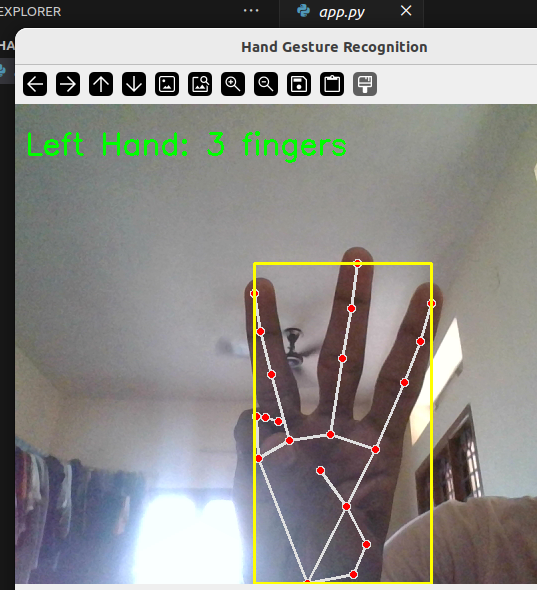 EXPLORER ... app.py
HA
Hand Gesture Recognition
Left Hand: 3 fingers